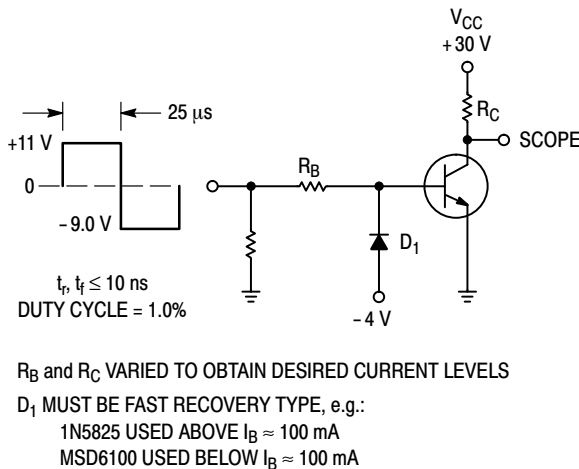 V_CC
+30 V
25 μs
R_C
+11 V
SCOPE
R_B
0
D_1
−9.0 V
t_r, t_f ≤ 10 ns
−4 V
DUTY CYCLE = 1.0%
R_B and R_C VARIED TO OBTAIN DESIRED CURRENT LEVELS
D_1 MUST BE FAST RECOVERY TYPE, e.g.:
1N5825 USED ABOVE I_B ≈ 100 mA
MSD6100 USED BELOW I_B ≈ 100 mA